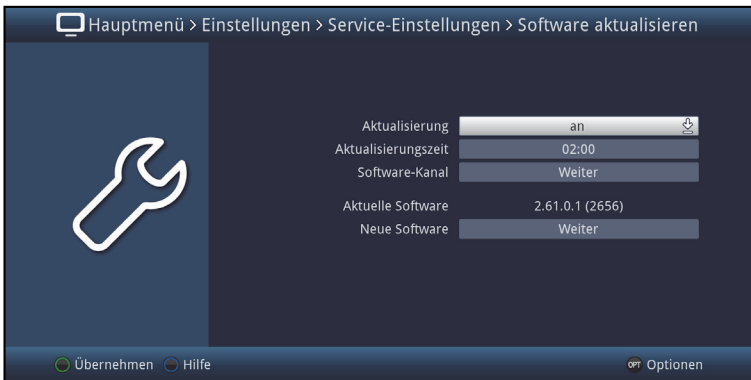 Hauptmenü > Einstellungen > Service-Einstellungen > Software aktualisieren
Aktualisierung an
Aktualisierungszeit 02:00
Software-Kanal Weiter
Aktuelle Software 2.61.0.1 (2656)
Neue Software Weiter
Übernehmen Hilfe OPT Optionen